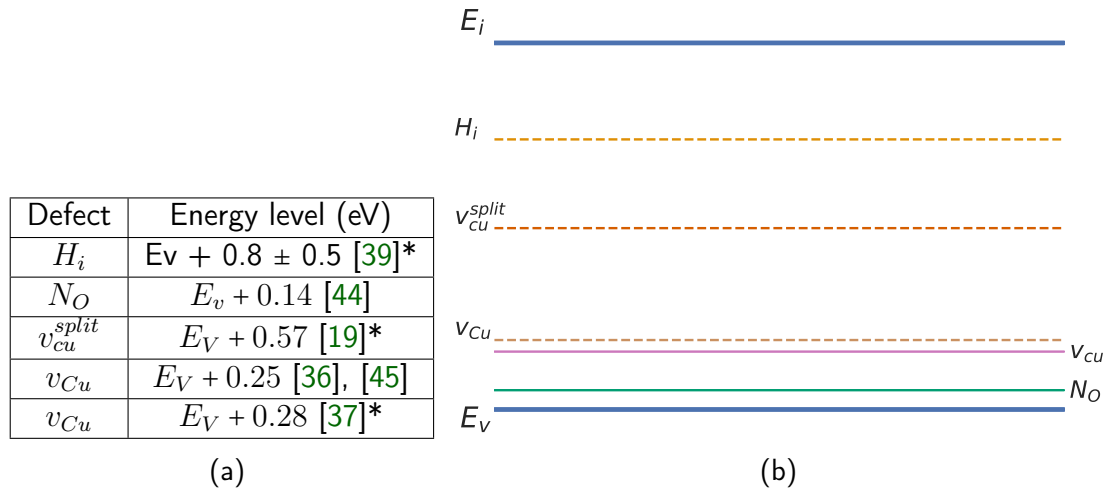 Defect Energy level (eV)
H_i Ev + 0.8 ± 0.5 [39]*
N_O E_v + 0.14 [44]
v_cu^split E_V + 0.57 [19]*
v_Cu E_V + 0.25 [36], [45]
v_Cu E_V + 0.28 [37]*
(a)
E_i
H_i
v_cu^split
v_Cu
v_cu
N_O
E_v
(b)